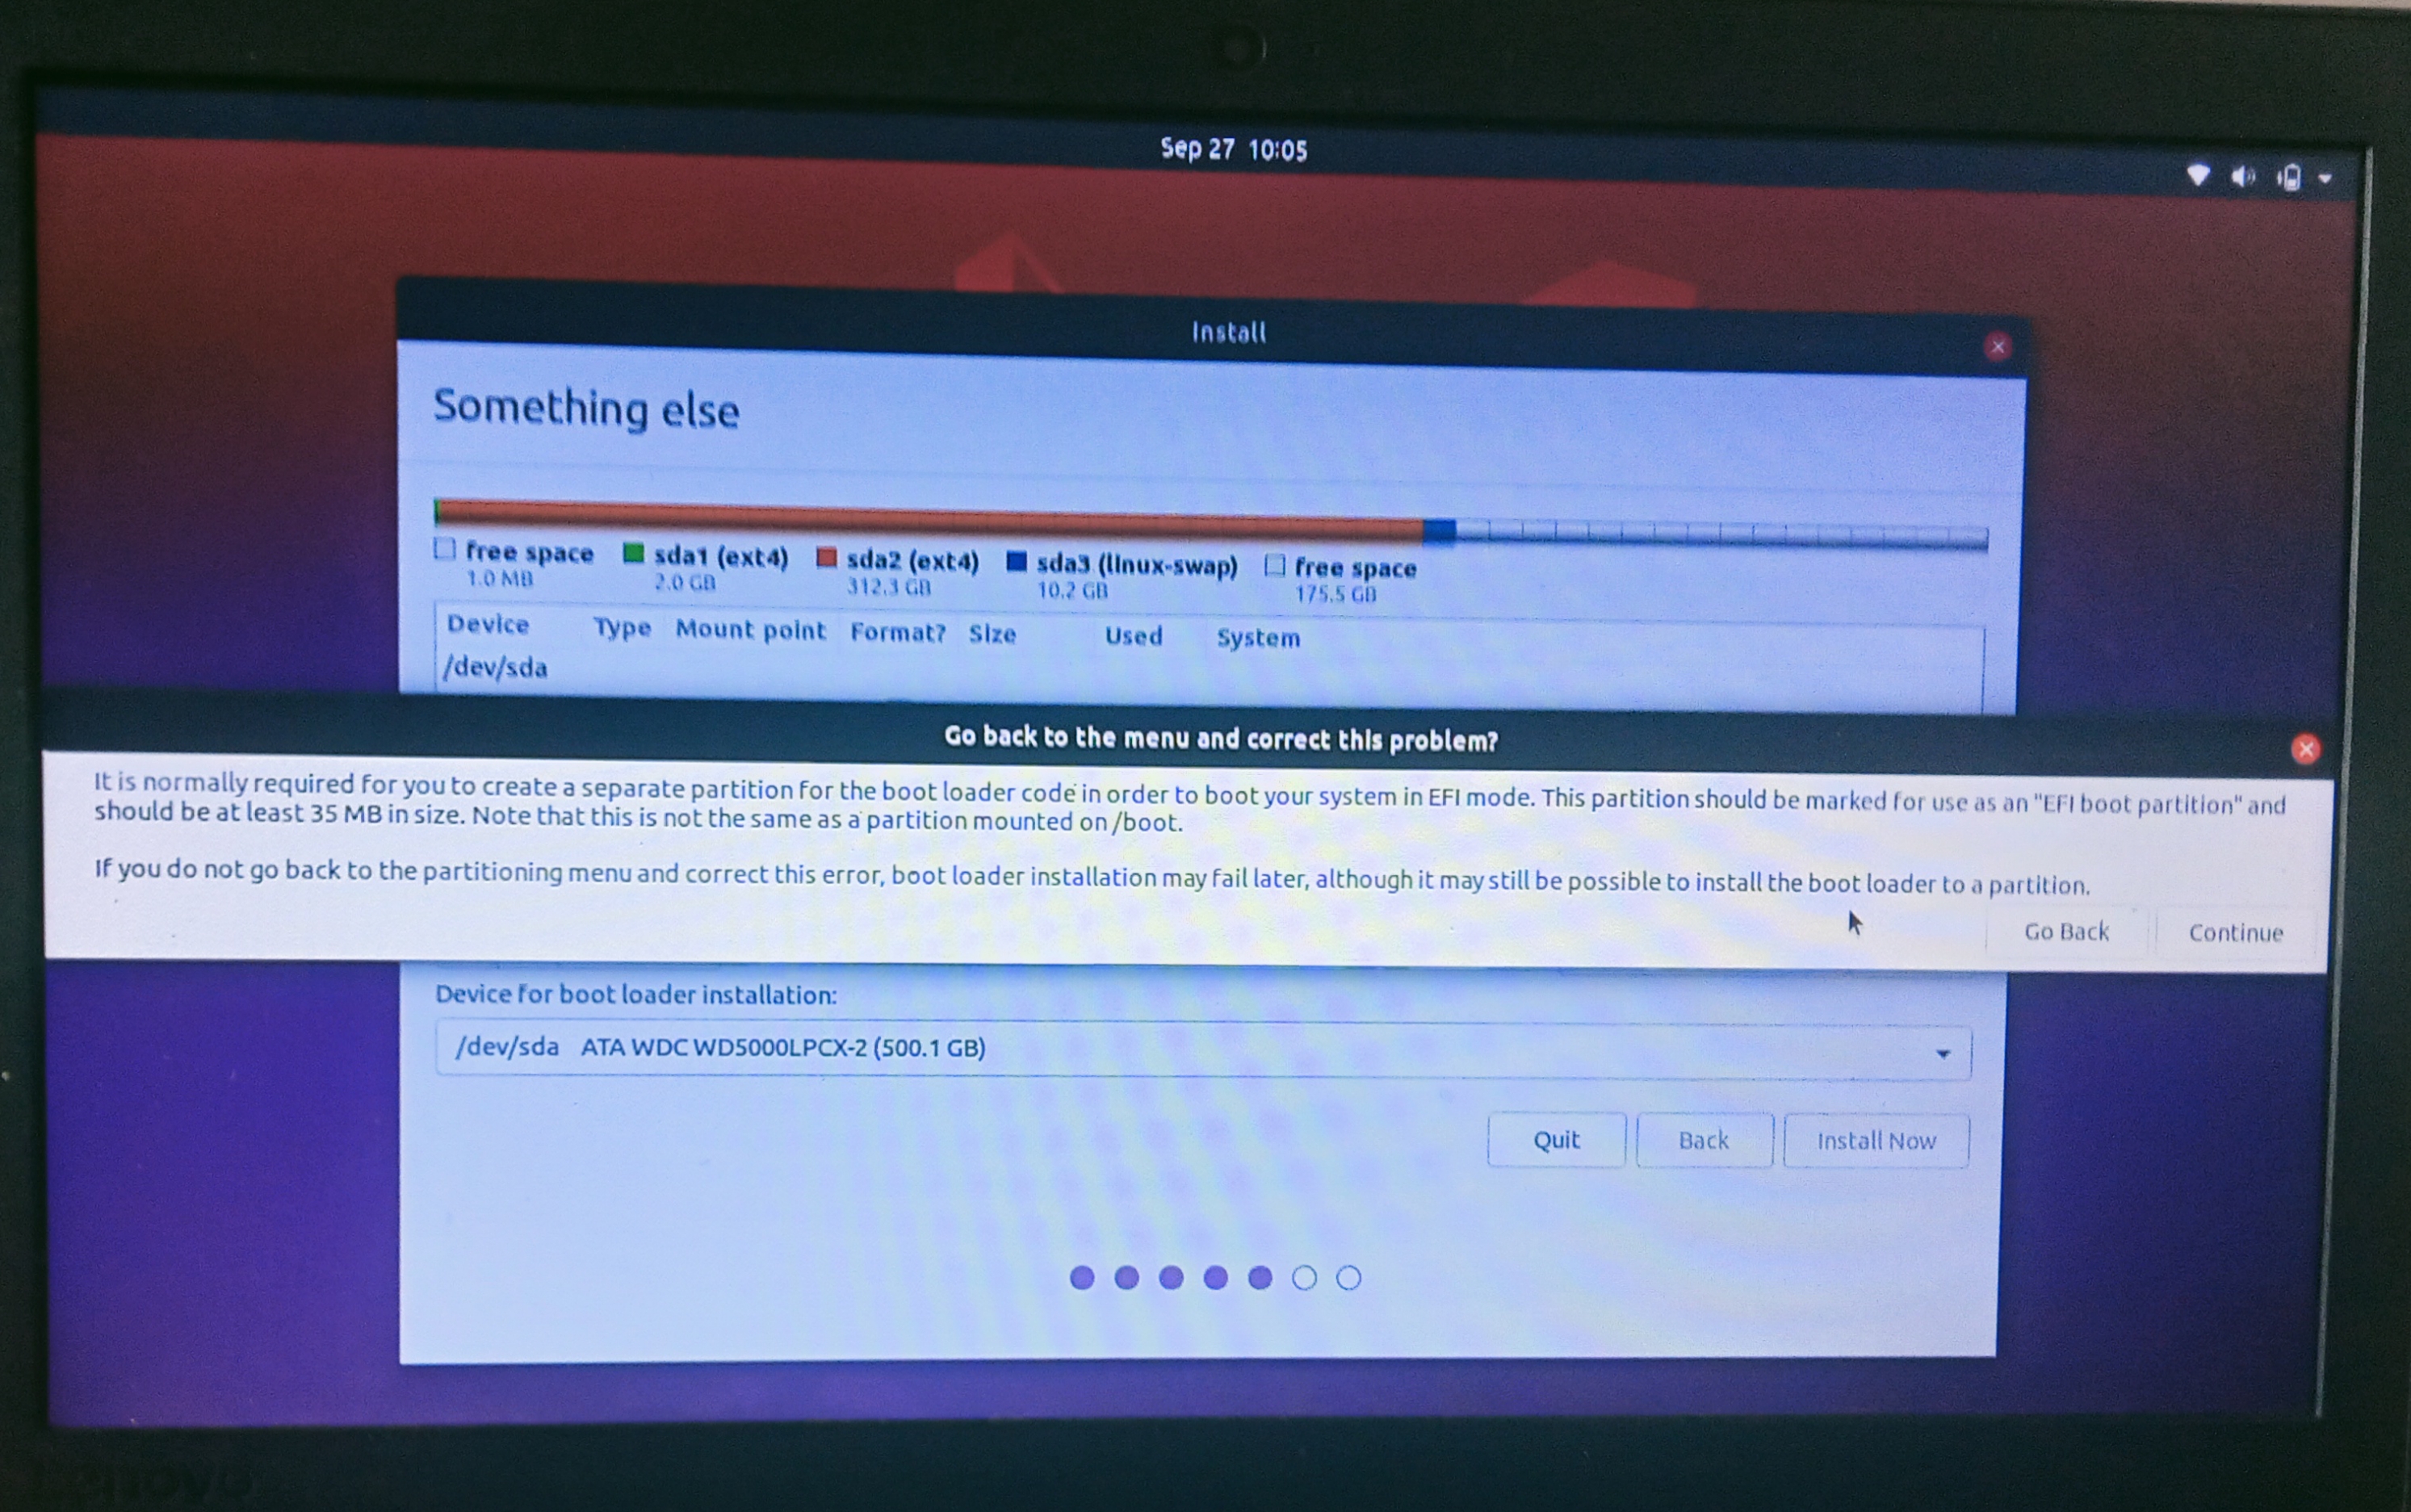 Sep 27 10:05
Install
Something else
free space sda1 (ext4) sda2 (ext4) sda3 (linux-swap) free space
1.0 MB 2.0 GB 312.3 GB 10.2 GB 175.5 GB
Device Type Mount point Format? Size Used System
/dev/sda
Go back to the menu and correct this problem?
It is normally required for you to create a separate partition for the boot loader code in order to boot your system in EFI mode. This partition should be marked for use as an "EFI boot partition" and
should be at least 35 MB in size. Note that this is not the same as a partition mounted on /boot.
If you do not go back to the partitioning menu and correct this error, boot loader installation may fail later, although it may still be possible to install the boot loader to a partition.
Go Back Continue
Device for boot loader installation:
/dev/sda ATA WDC WD5000LPCX-2 (500.1 GB)
Quit Back Install Now
Lenovo